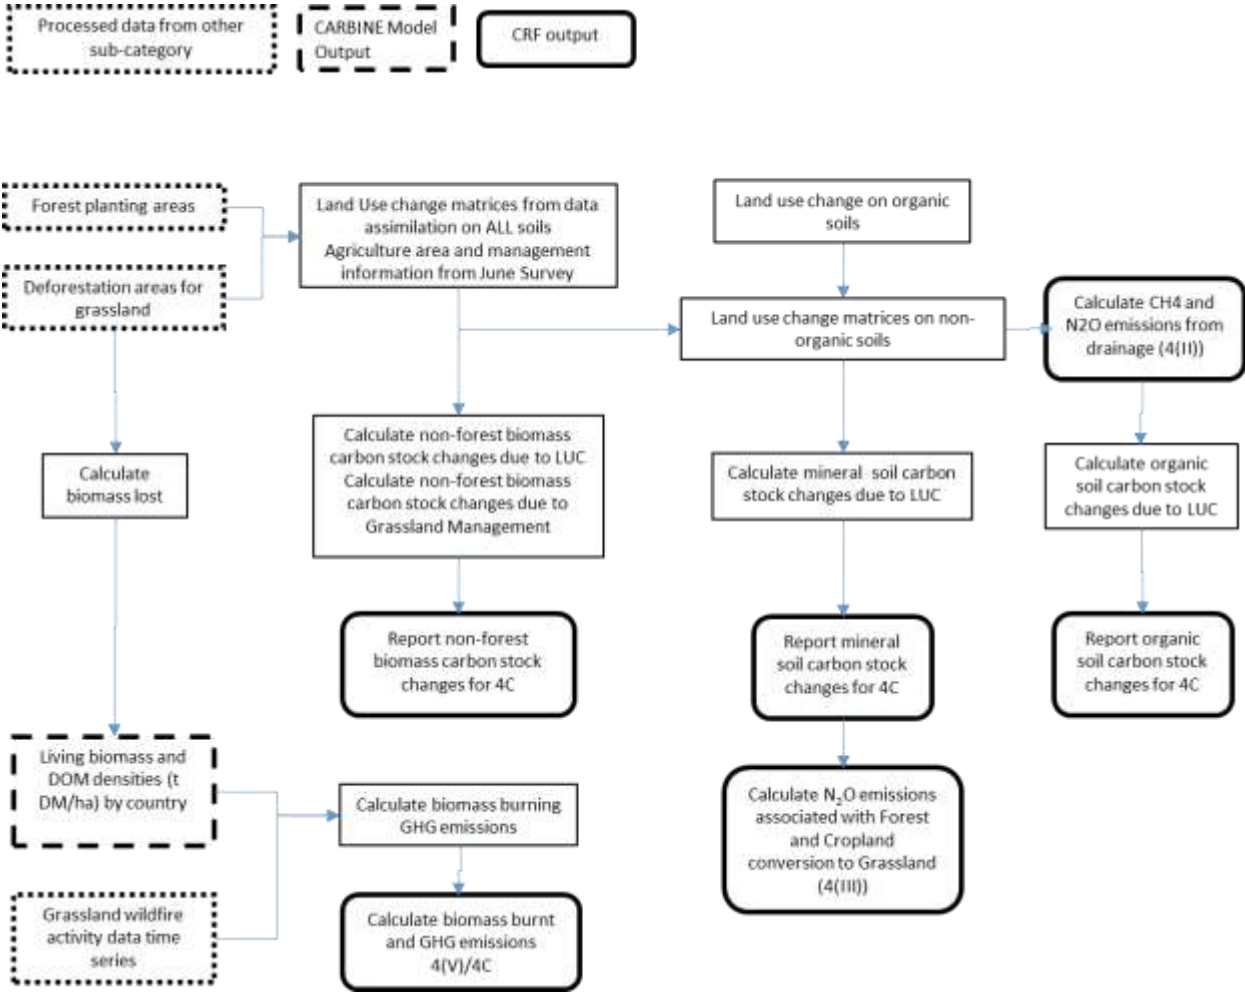 Processed data from other
sub-category
CARBINE Model
Output
CRF output
Forest planting areas
Deforestation areas for
grassland
Land Use change matrices from data
assimilation on ALL soils
Agriculture area and management
information from June Survey
Land use change on organic
soils
Land use change matrices on non-
organic soils
Calculate CH4 and
N2O emissions from
drainage (4(II))
Calculate
biomass lost
Calculate non-forest biomass
carbon stock changes due to LUC
Calculate non-forest biomass
carbon stock changes due to
Grassland Management
Calculate mineral soil carbon
stock changes due to LUC
Calculate organic
soil carbon stock
changes due to LUC
Report non-forest
biomass carbon stock
changes for 4C
Report mineral
soil carbon stock
changes for 4C
Report organic
soil carbon stock
changes for 4C
Living biomass and
DOM densities (t
DM/ha) by country
Calculate biomass burning
GHG emissions
Calculate N₂O emissions
associated with Forest
and Cropland
conversion to Grassland
(4(III))
Grassland wildfire
activity data time
series
Calculate biomass burnt
and GHG emissions
4(V)/4C